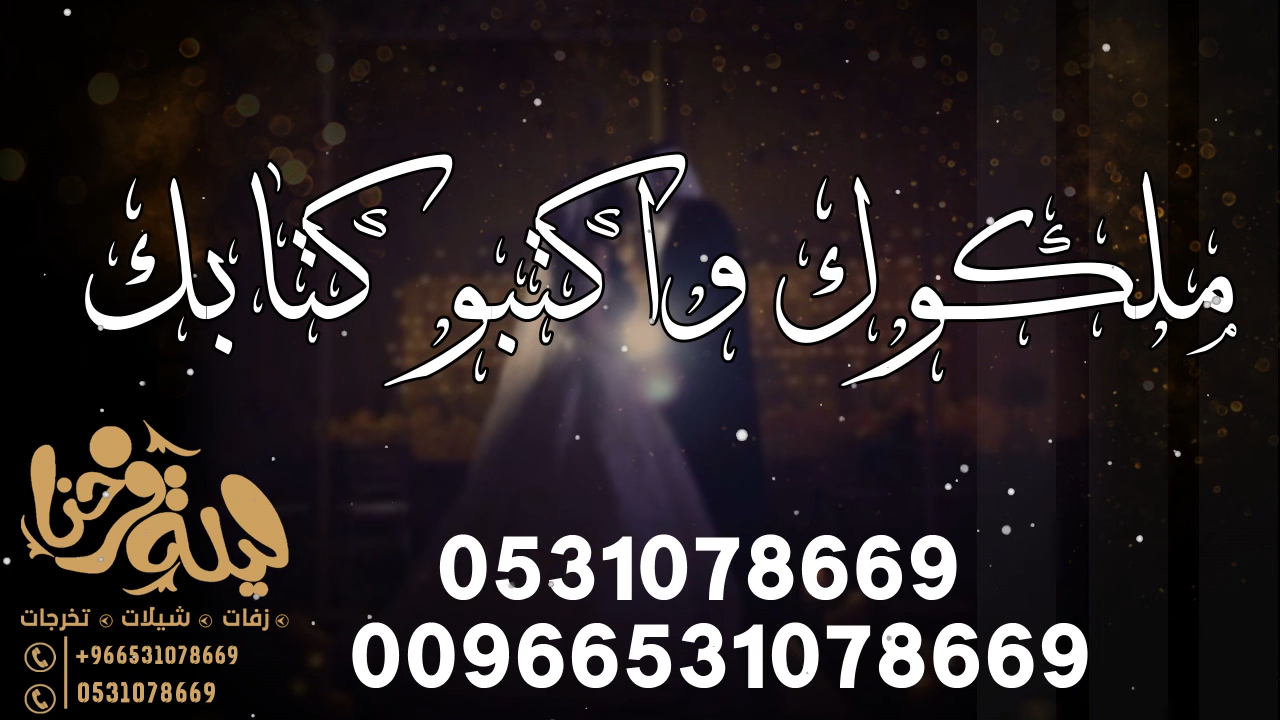 ملكوك واكتبو كتابك
ليلة فرحنا
زفات شيلات تخرجات
+966531078669
0531078669
0531078669
00966531078669